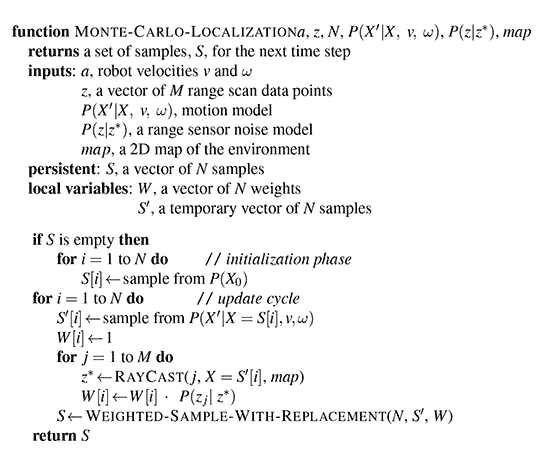 function MONTE-CARLO-LOCALIZATIONa, z, N, P(X′|X, v, ω), P(z|z*), map
returns a set of samples, S, for the next time step
inputs: a, robot velocities v and ω
z, a vector of M range scan data points
P(X′|X, v, ω), motion model
P(z|z*), a range sensor noise model
map, a 2D map of the environment
persistent: S, a vector of N samples
local variables: W, a vector of N weights
S′, a temporary vector of N samples
if S is empty then
for i = 1 to N do // initialization phase
S[i]←sample from P(X₀)
for i = 1 to N do // update cycle
S′[i]←sample from P(X′|X = S[i],v,ω)
W[i]←1
for j = 1 to M do
z*←RAYCAST(j, X = S′[i], map)
W[i]←W[i] · P(zⱼ| z*)
S←WEIGHTED-SAMPLE-WITH-REPLACEMENT(N, S′, W)
return S